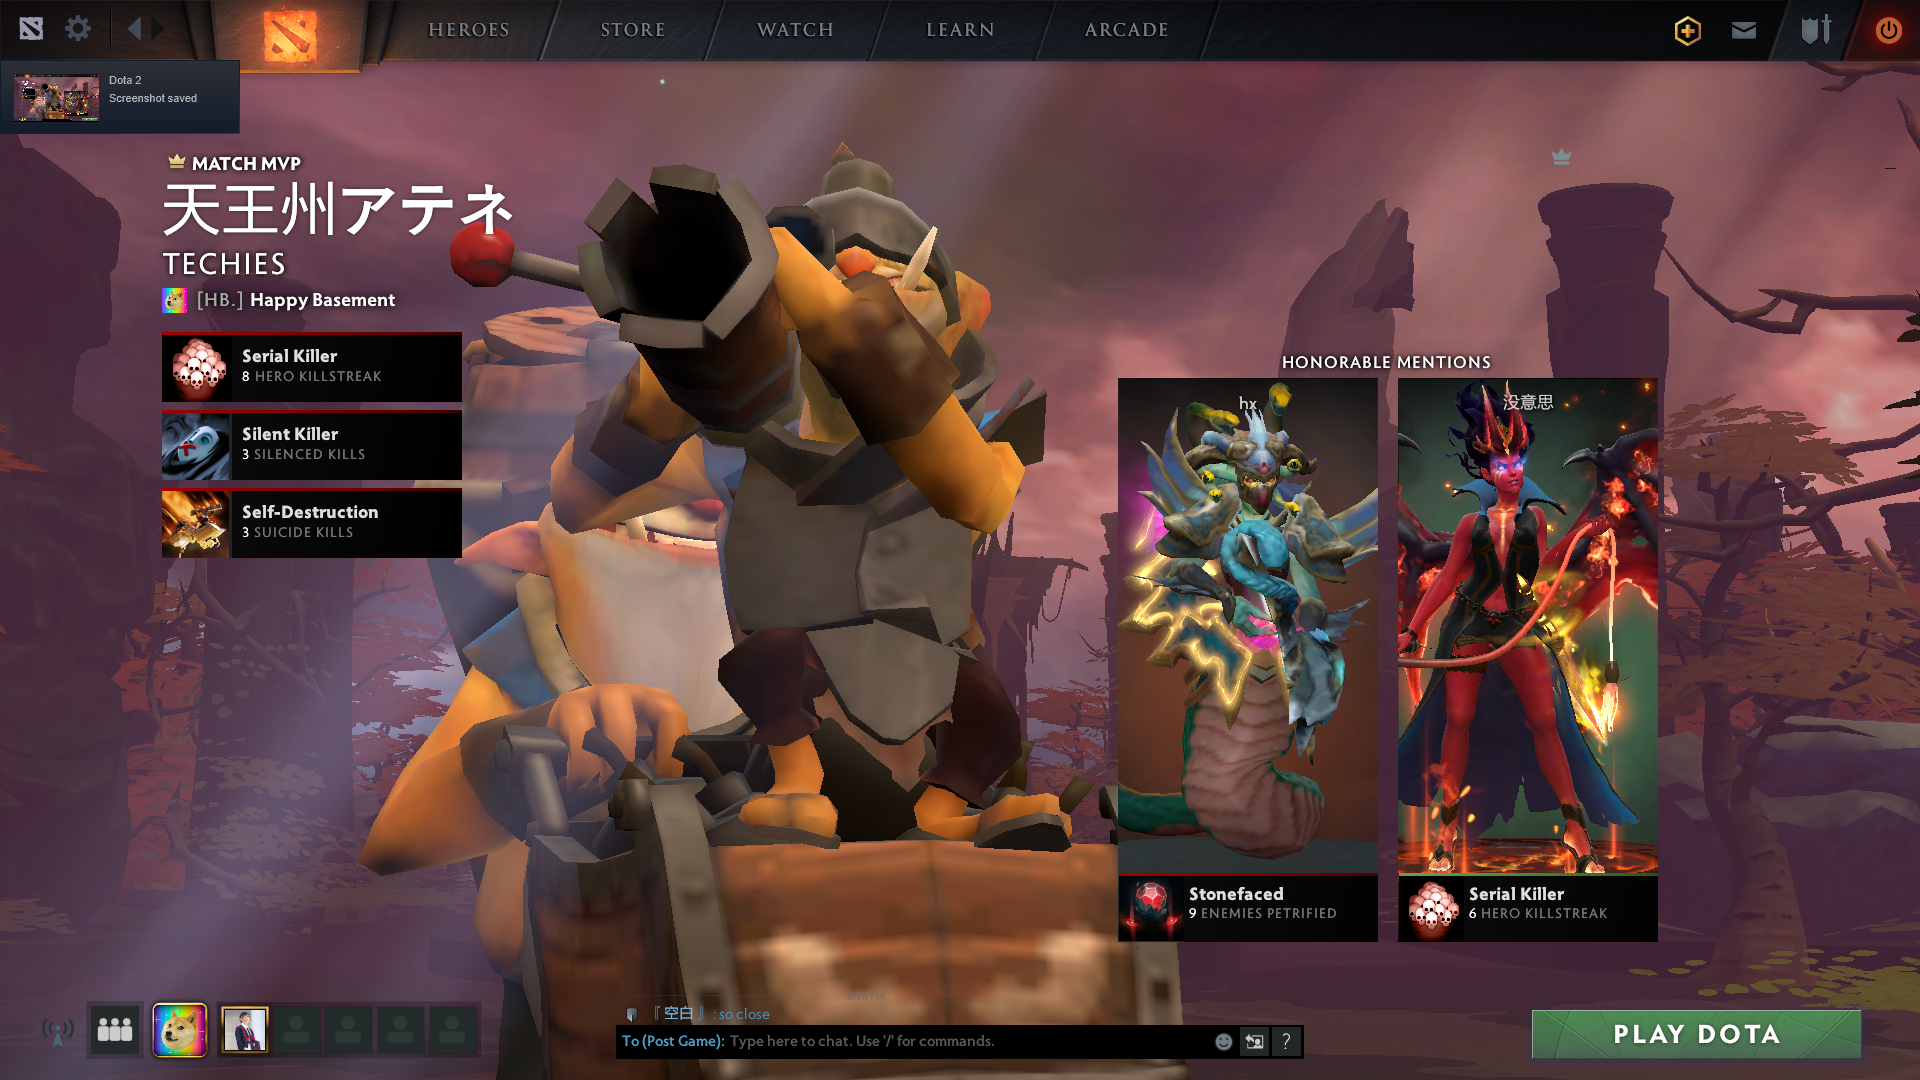 HEROES
STORE
WATCH
LEARN
ARCADE
Dota 2
Screenshot saved
MATCH MVP
天王州アテネ
TECHIES
[HB.] Happy Basement
Serial Killer
8 HERO KILLSTREAK
Silent Killer
3 SILENCED KILLS
Self-Destruction
3 SUICIDE KILLS
HONORABLE MENTIONS
hx
没意思
Stonefaced
9 ENEMIES PETRIFIED
Serial Killer
6 HERO KILLSTREAK
『空白』 : so close
To (Post Game): Type here to chat. Use '/' for commands.
?
PLAY DOTA